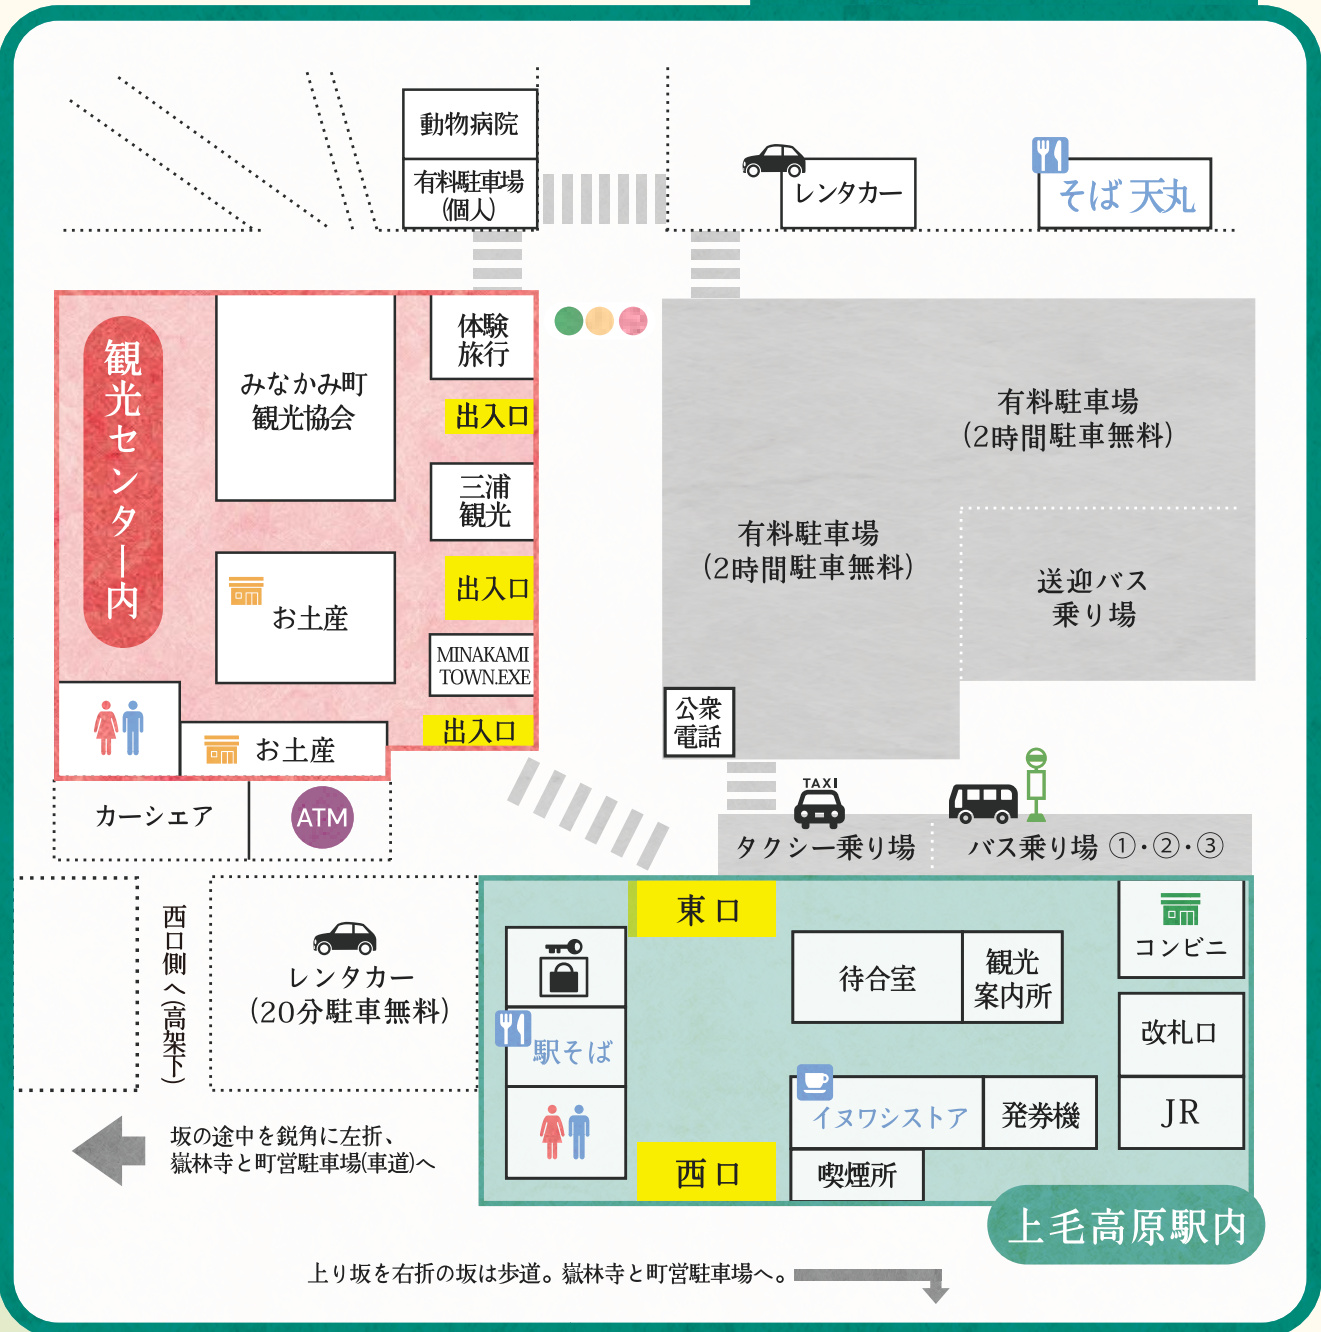 動物病院
有料駐車場
(個人)
レンタカー
そば 天丸
観光センター内
みなかみ町
観光協会
体験
旅行
出入口
三浦
観光
出入口
お土産
MINAKAMI
TOWN.EXE
出入口
お土産
カーシェア
ATM
有料駐車場
(2時間駐車無料)
有料駐車場
(2時間駐車無料)
送迎バス
乗り場
公衆
電話
TAXI
タクシー乗り場
バス乗り場 ①・②・③
西口側へ(高架下)
レンタカー
(20分駐車無料)
東口
駅そば
待合室
観光
案内所
コンビニ
改札口
JR
イヌワシストア
発券機
喫煙所
西口
上毛高原駅内
坂の途中を鋭角に左折、
嶽林寺と町営駐車場(車道)へ
上り坂を右折の坂は歩道。嶽林寺と町営駐車場へ。